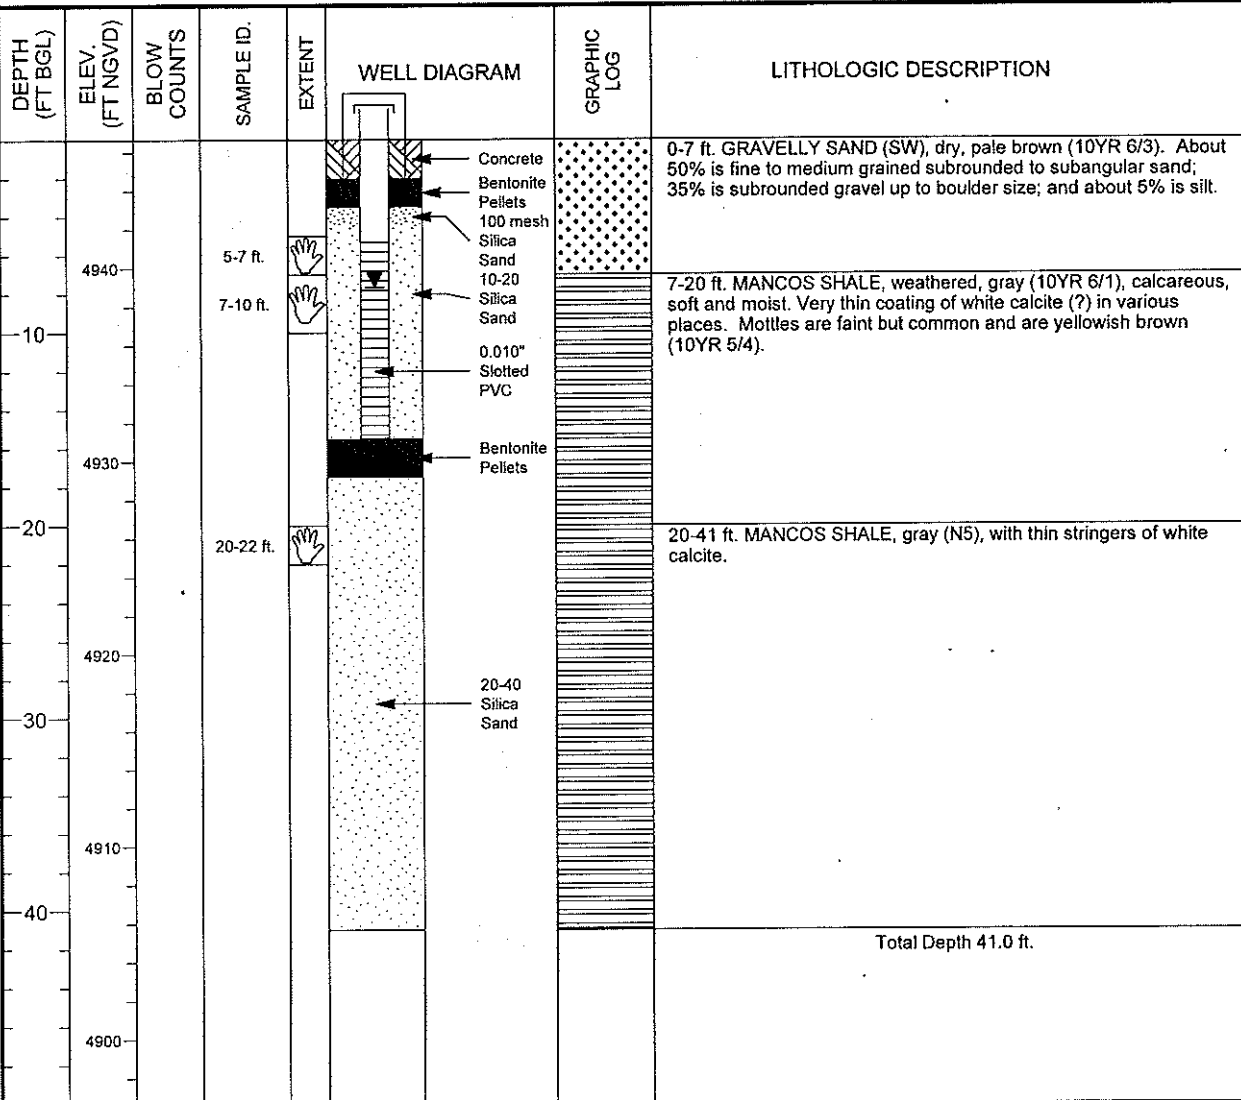 DEPTH
(FT BGL)
ELEV.
(FT NGVD)
BLOW
COUNTS
SAMPLE ID.
EXTENT
WELL DIAGRAM
GRAPHIC
LOG
LITHOLOGIC DESCRIPTION
Concrete
Bentonite
Pellets
100 mesh
Silica
Sand
10-20
Silica
Sand
0.010"
Slotted
PVC
Bentonite
Pellets
20-40
Silica
Sand
5-7 ft.
7-10 ft.
20-22 ft.
10
20
30
40
4940
4930
4920
4910
4900
0-7 ft. GRAVELLY SAND (SW), dry, pale brown (10YR 6/3). About
50% is fine to medium grained subrounded to subangular sand;
35% is subrounded gravel up to boulder size; and about 5% is silt.
7-20 ft. MANCOS SHALE, weathered, gray (10YR 6/1), calcareous,
soft and moist. Very thin coating of white calcite (?) in various
places. Mottles are faint but common and are yellowish brown
(10YR 5/4).
20-41 ft. MANCOS SHALE, gray (N5), with thin stringers of white
calcite.
Total Depth 41.0 ft.